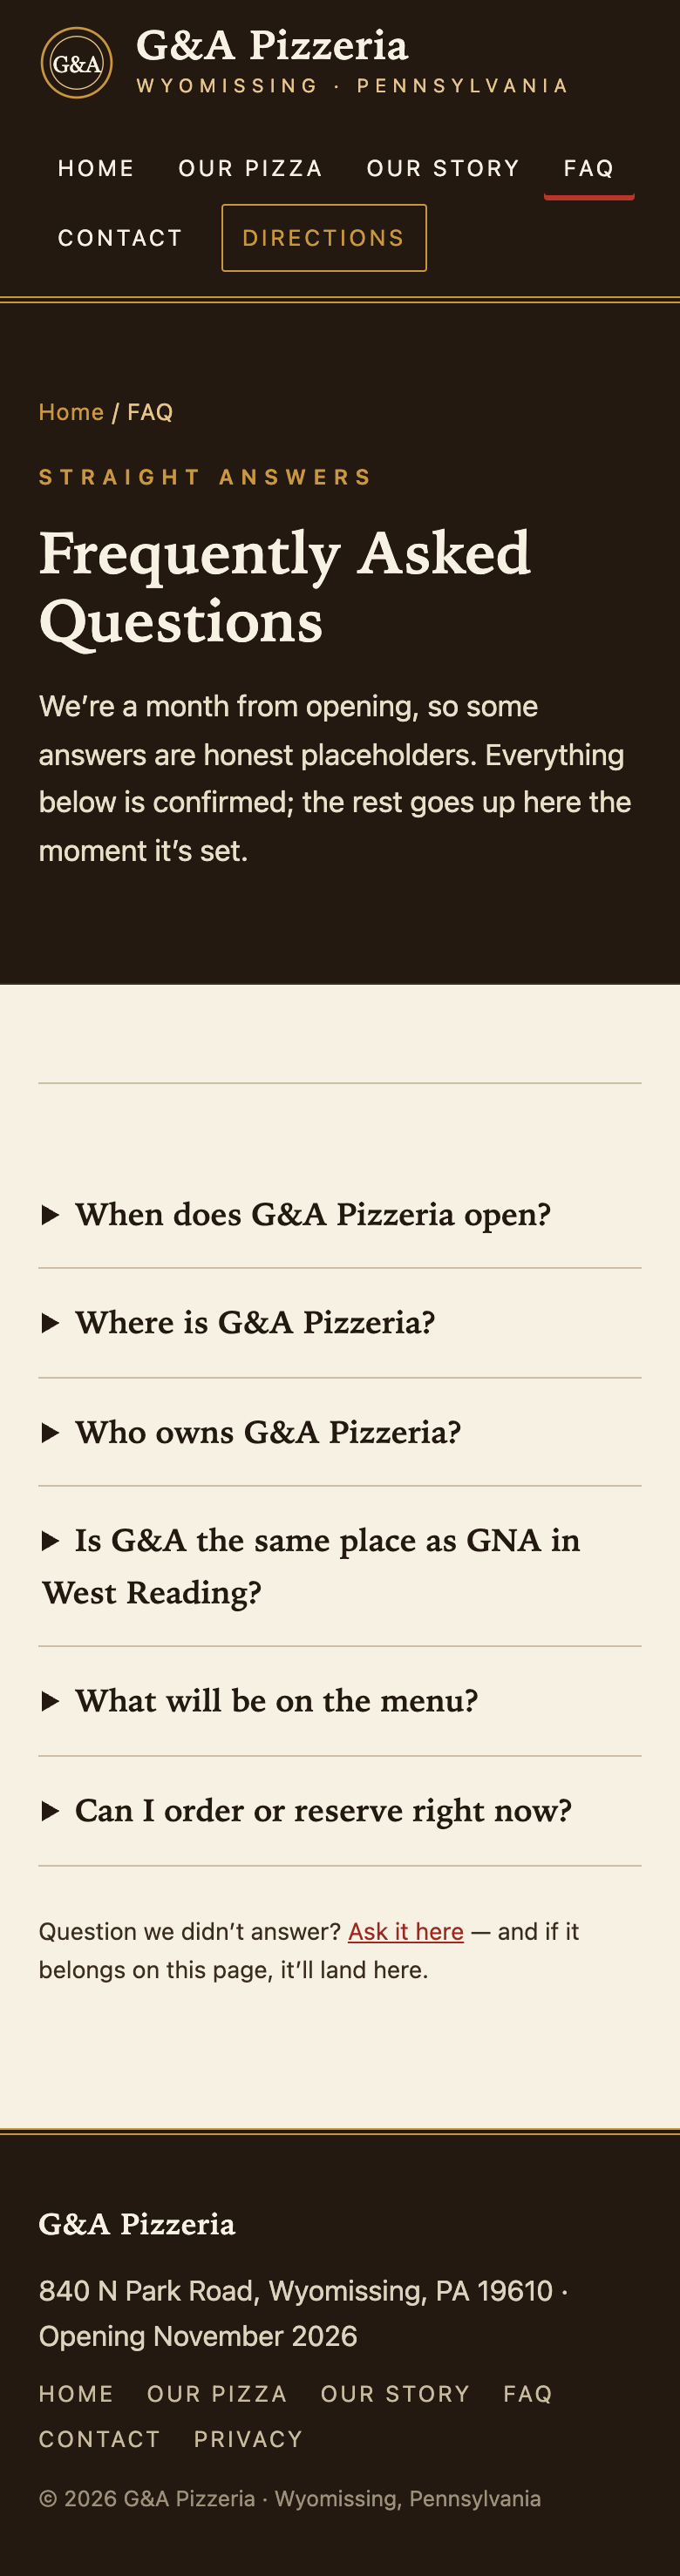 G&A
G&A Pizzeria
WYOMISSING · PENNSYLVANIA
HOME OUR PIZZA OUR STORY FAQ
CONTACT DIRECTIONS
Home / FAQ
STRAIGHT ANSWERS
Frequently Asked
Questions
We’re a month from opening, so some
answers are honest placeholders. Everything
below is confirmed; the rest goes up here the
moment it’s set.
When does G&A Pizzeria open?
Where is G&A Pizzeria?
Who owns G&A Pizzeria?
Is G&A the same place as GNA in
West Reading?
What will be on the menu?
Can I order or reserve right now?
Question we didn’t answer? Ask it here — and if it
belongs on this page, it’ll land here.
G&A Pizzeria
840 N Park Road, Wyomissing, PA 19610 ·
Opening November 2026
HOME OUR PIZZA OUR STORY FAQ
CONTACT PRIVACY
© 2026 G&A Pizzeria · Wyomissing, Pennsylvania